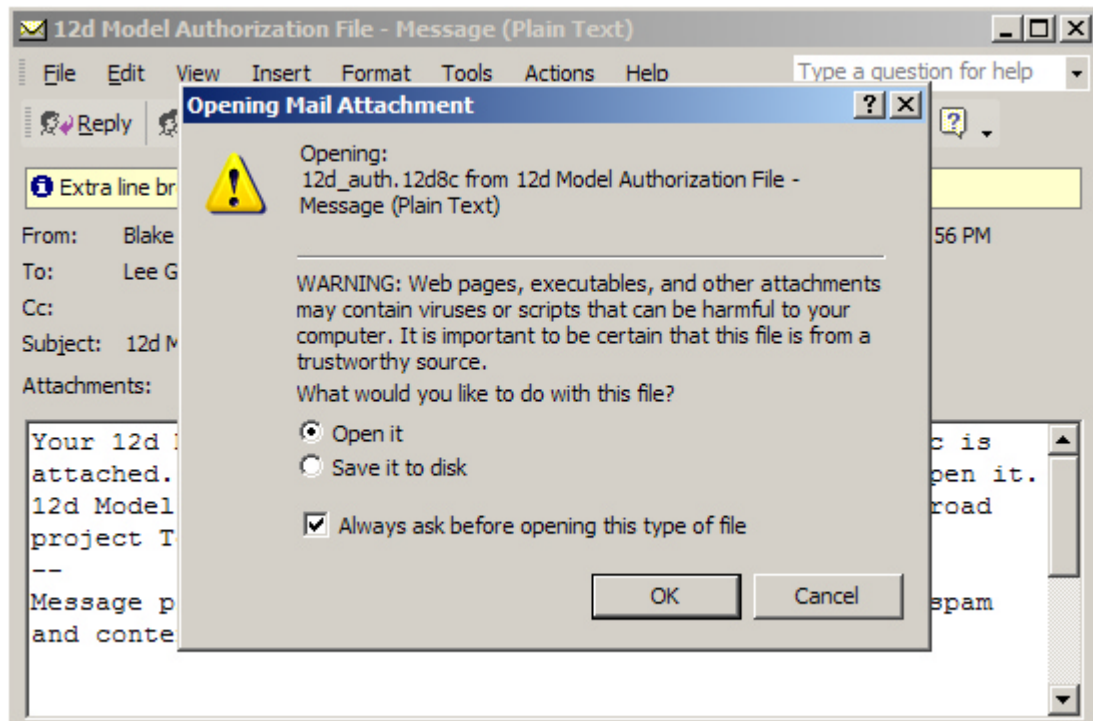 12d Model Authorization File - Message (Plain Text)
File Edit View Insert Format Tools Actions Help Type a question for help
Opening Mail Attachment
Reply
Opening:
12d_auth.12d8c from 12d Model Authorization File -
Message (Plain Text)
Extra line br
From: Blake 56 PM
To: Lee G
Cc:
Subject: 12d M
Attachments:
WARNING: Web pages, executables, and other attachments
may contain viruses or scripts that can be harmful to your
computer. It is important to be certain that this file is from a
trustworthy source.
What would you like to do with this file?
Open it
Save it to disk
Always ask before opening this type of file
OK Cancel
Your 12d c is
attached. pen it.
12d Model road
project T
--
Message p spam
and conte